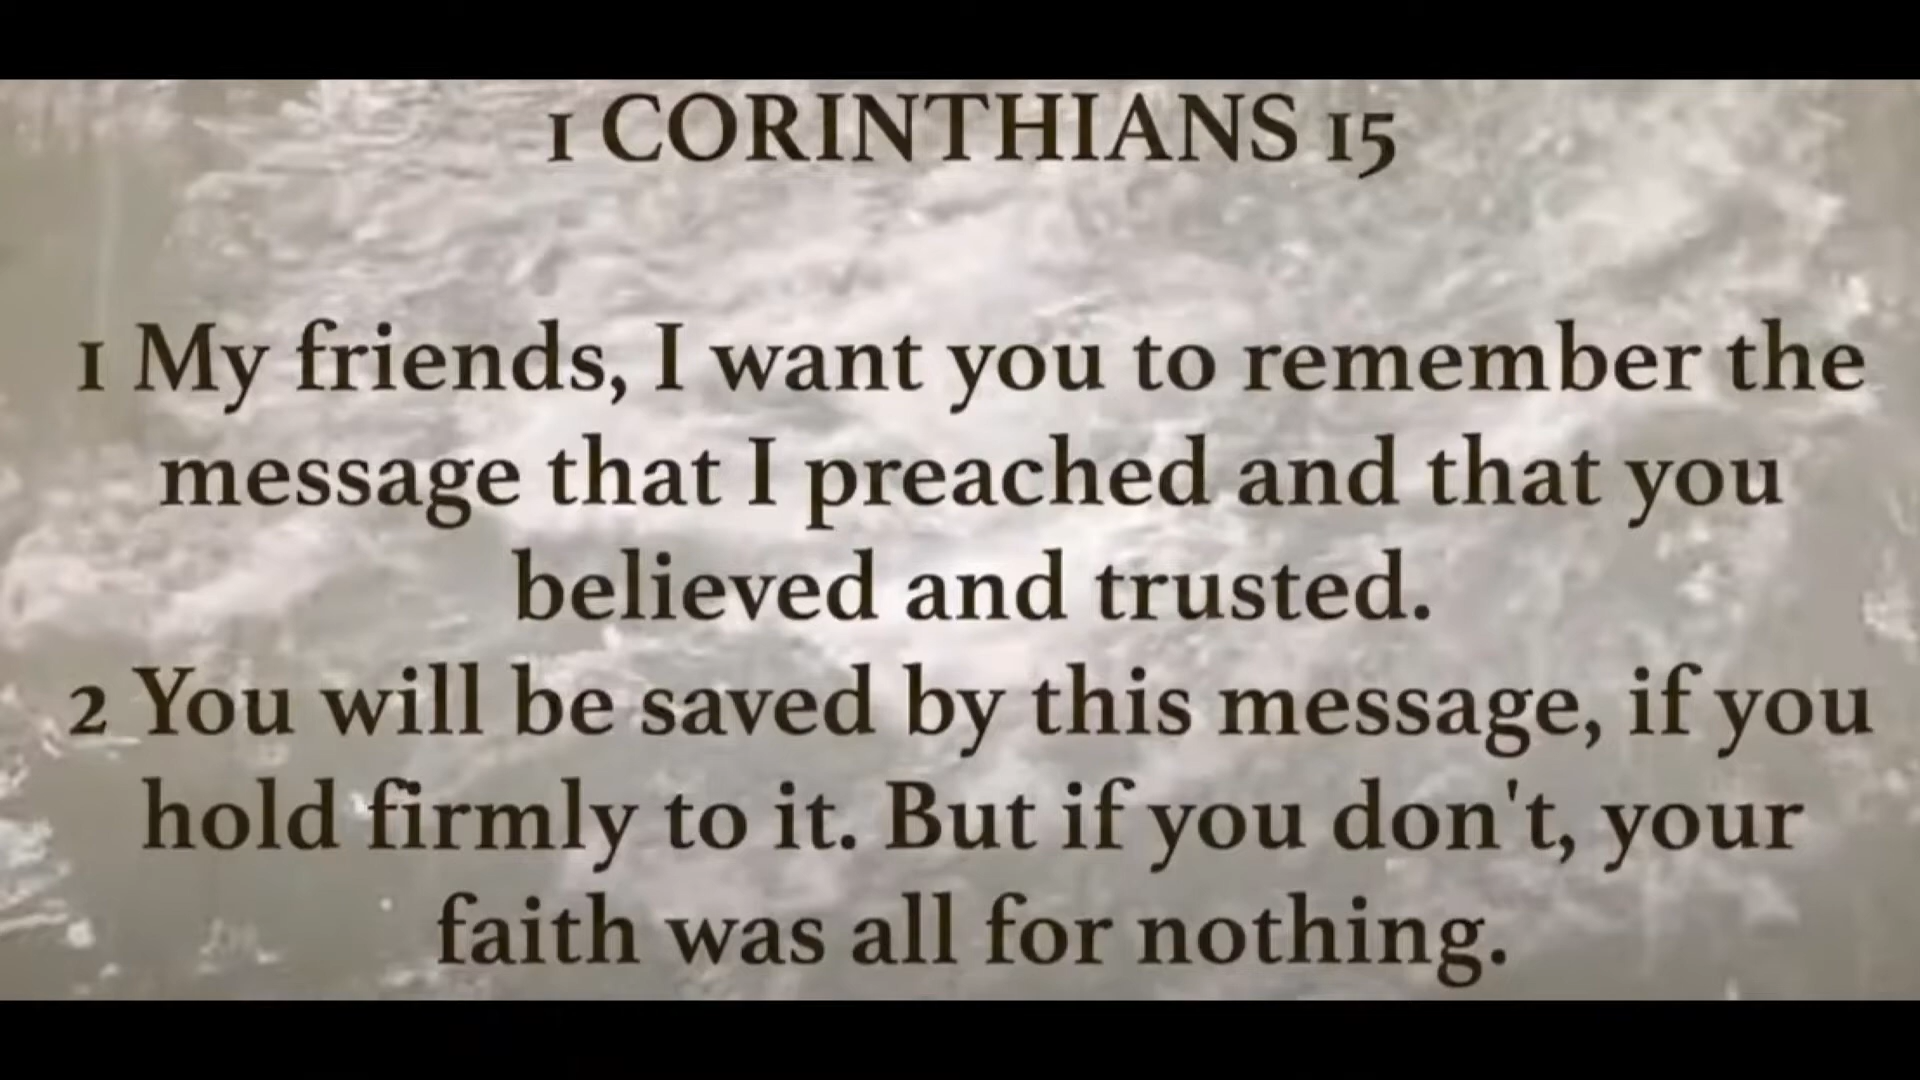 1 CORINTHIANS 15
1 My friends, I want you to remember the
message that I preached and that you
believed and trusted.
2 You will be saved by this message, if you
hold firmly to it. But if you don't, your
faith was all for nothing.